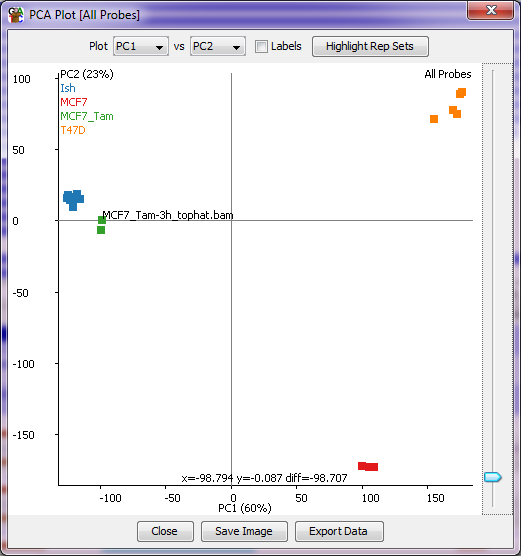 PCA Plot [All Probes]
Plot PC1 vs PC2 Labels Highlight Rep Sets
PC2 (23%) All Probes
Ish
MCF7
MCF7_Tam
T47D
100
50
0
-50
-100
-150
MCF7_Tam-3h_tophat.bam
x=-98.794 y=-0.087 diff=-98.707
-100 -50 0 50 100 150
PC1 (60%)
Close Save Image Export Data